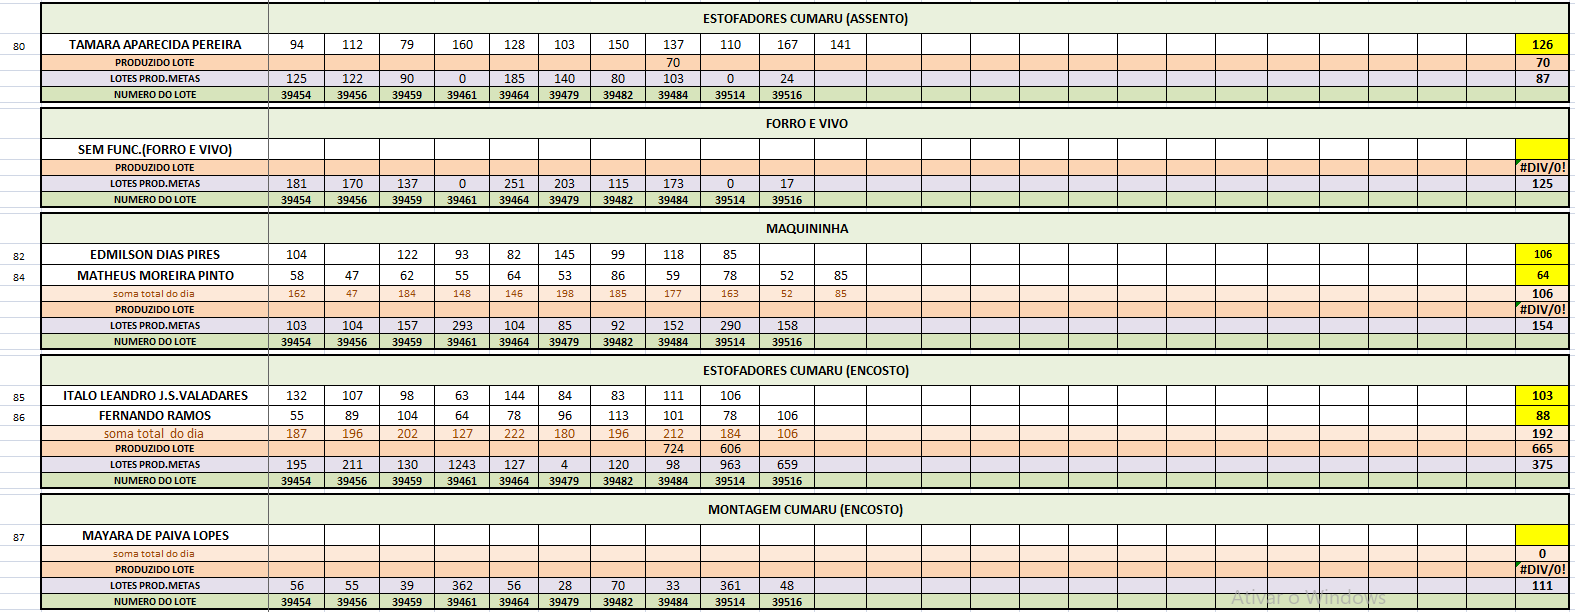 ESTOFADORES CUMARU (ASSENTO)
80 TAMARA APARECIDA PEREIRA 94 112 79 160 128 103 150 137 110 167 141 126
PRODUZIDO LOTE 70 70
LOTES PROD.METAS 125 122 90 0 185 140 80 103 0 24 87
NUMERO DO LOTE 39454 39456 39459 39461 39464 39479 39482 39484 39514 39516
FORRO E VIVO
SEM FUNC.(FORRO E VIVO)
PRODUZIDO LOTE #DIV/0!
LOTES PROD.METAS 181 170 137 0 251 203 115 173 0 17 125
NUMERO DO LOTE 39454 39456 39459 39461 39464 39479 39482 39484 39514 39516
MAQUININHA
82 EDMILSON DIAS PIRES 104 122 93 82 145 99 118 85 106
84 MATHEUS MOREIRA PINTO 58 47 62 55 64 53 86 59 78 52 85 64
soma total do dia 162 47 184 148 146 198 185 177 163 52 85 106
PRODUZIDO LOTE #DIV/0!
LOTES PROD.METAS 103 104 157 293 104 85 92 152 290 158 154
NUMERO DO LOTE 39454 39456 39459 39461 39464 39479 39482 39484 39514 39516
ESTOFADORES CUMARU (ENCOSTO)
85 ITALO LEANDRO J.S.VALADARES 132 107 98 63 144 84 83 111 106 103
86 FERNANDO RAMOS 55 89 104 64 78 96 113 101 78 106 88
soma total do dia 187 196 202 127 222 180 196 212 184 106 192
PRODUZIDO LOTE 724 606 665
LOTES PROD.METAS 195 211 130 1243 127 4 120 98 963 659 375
NUMERO DO LOTE 39454 39456 39459 39461 39464 39479 39482 39484 39514 39516
MONTAGEM CUMARU (ENCOSTO)
87 MAYARA DE PAIVA LOPES
soma total do dia 0
PRODUZIDO LOTE #DIV/0!
LOTES PROD.METAS 56 55 39 362 56 28 70 33 361 48 111
NUMERO DO LOTE 39454 39456 39459 39461 39464 39479 39482 39484 39514 39516
Ativar o Windows